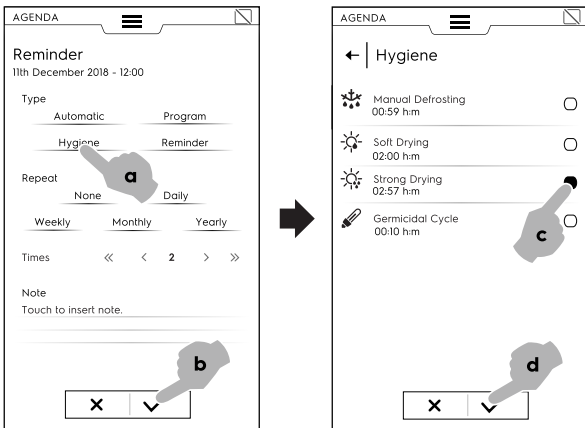 AGENDA
Reminder
11th December 2018 - 12:00
Type
Automatic Program
Hygiene Reminder
a
Repeat
None Daily
Weekly Monthly Yearly
Times << < 2 > >>
Note
Touch to insert note.
b
AGENDA
Hygiene
Manual Defrosting
00:59 h:m
Soft Drying
02:00 h:m
Strong Drying
02:57 h:m
Germicidal Cycle
00:10 h:m
c
d